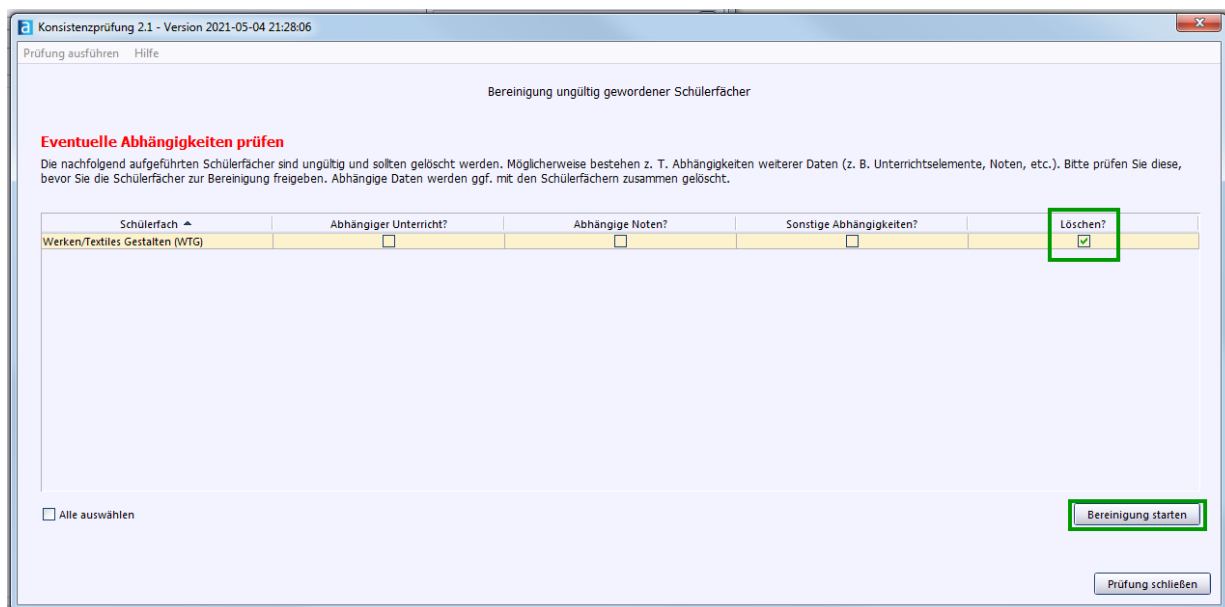 Konsistenzprüfung 2.1 - Version 2021-05-04 21:28:06
Prüfung ausführen Hilfe
Bereinigung ungültig gewordener Schülerfächer
Eventuelle Abhängigkeiten prüfen
Die nachfolgend aufgeführten Schülerfächer sind ungültig und sollten gelöscht werden. Möglicherweise bestehen z. T. Abhängigkeiten weiterer Daten (z. B. Unterrichtselemente, Noten, etc.). Bitte prüfen Sie diese,
bevor Sie die Schülerfächer zur Bereinigung freigeben. Abhängige Daten werden ggf. mit den Schülerfächern zusammen gelöscht.
Schülerfach Abhängiger Unterricht? Abhängige Noten? Sonstige Abhängigkeiten? Löschen?
Werken/Textiles Gestalten (WTG)
Alle auswählen Bereinigung starten
Prüfung schließen